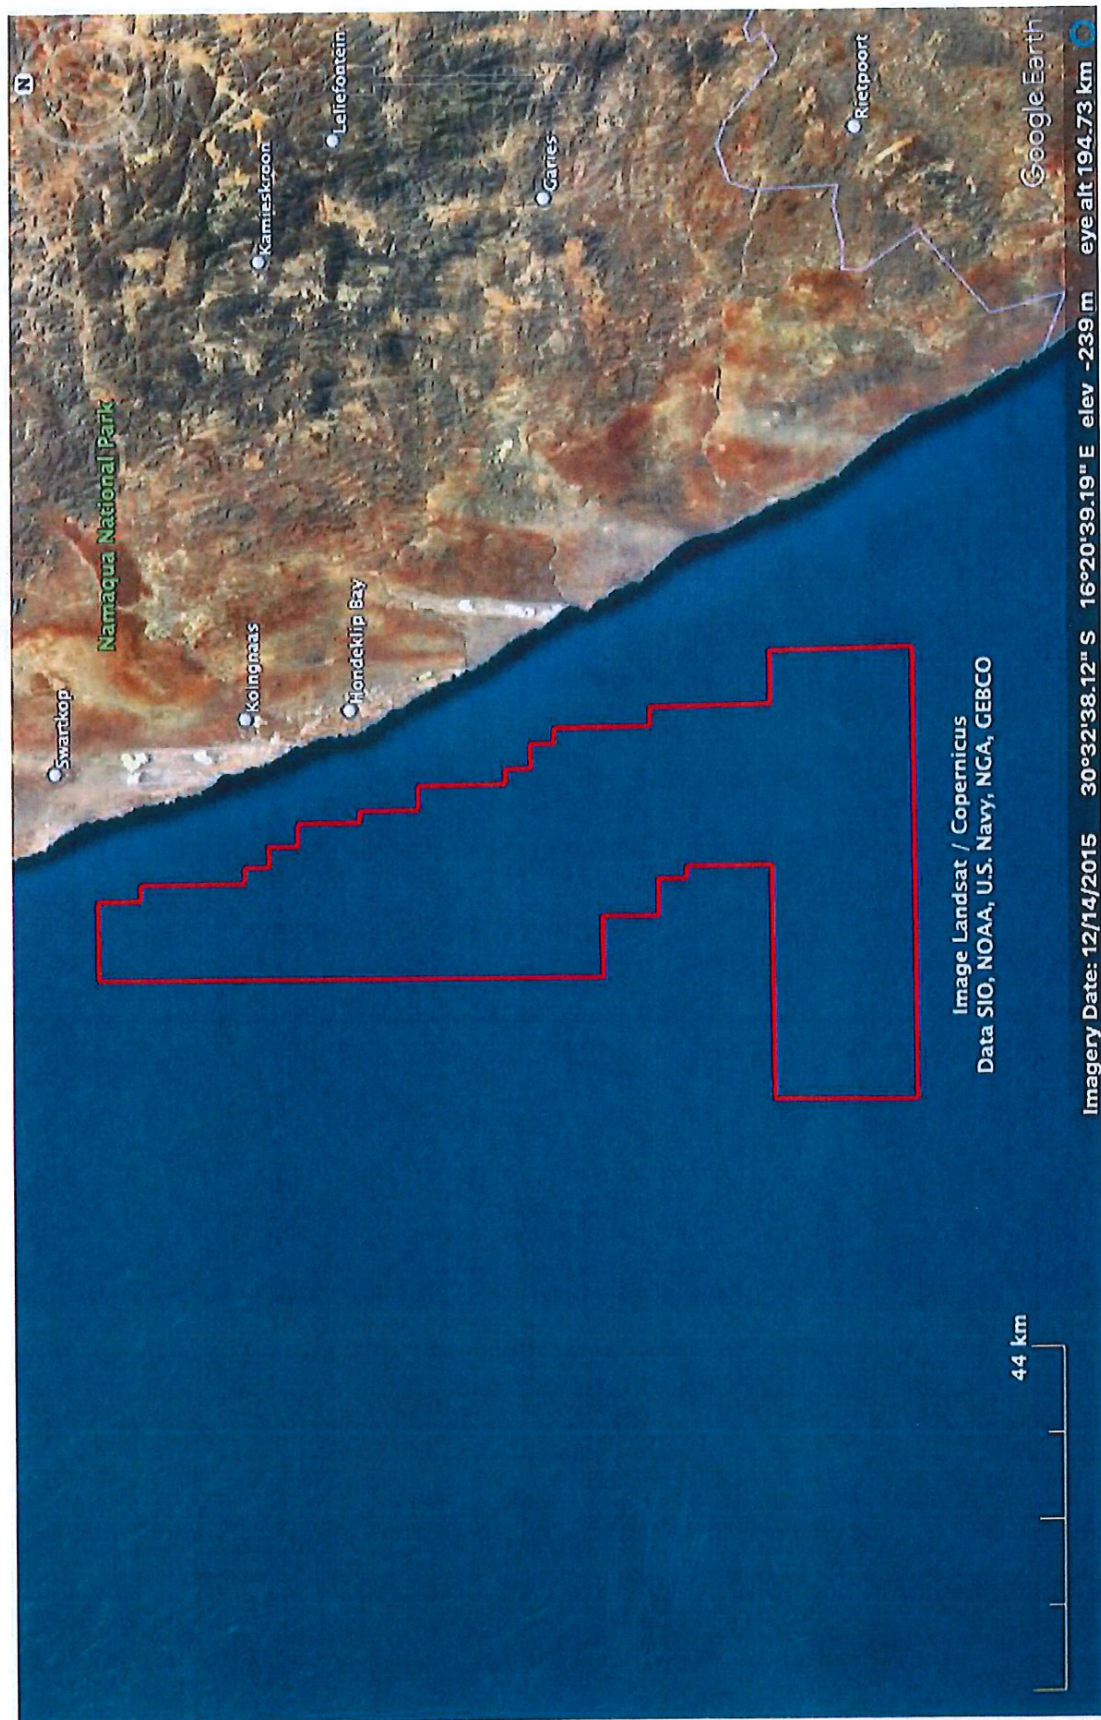 N
Leliefontein
Kamieskroon
Garies
Rietpoort
Namaqua National Park
Swartkop
Koingnaas
Hondeklip Bay
Google Earth
Image Landsat / Copernicus
Data SIO, NOAA, U.S. Navy, NGA, GEBCO
44 km
Imagery Date: 12/14/2015 30°32'38.12" S 16°20'39.19" E elev -239 m eye alt 194.73 km